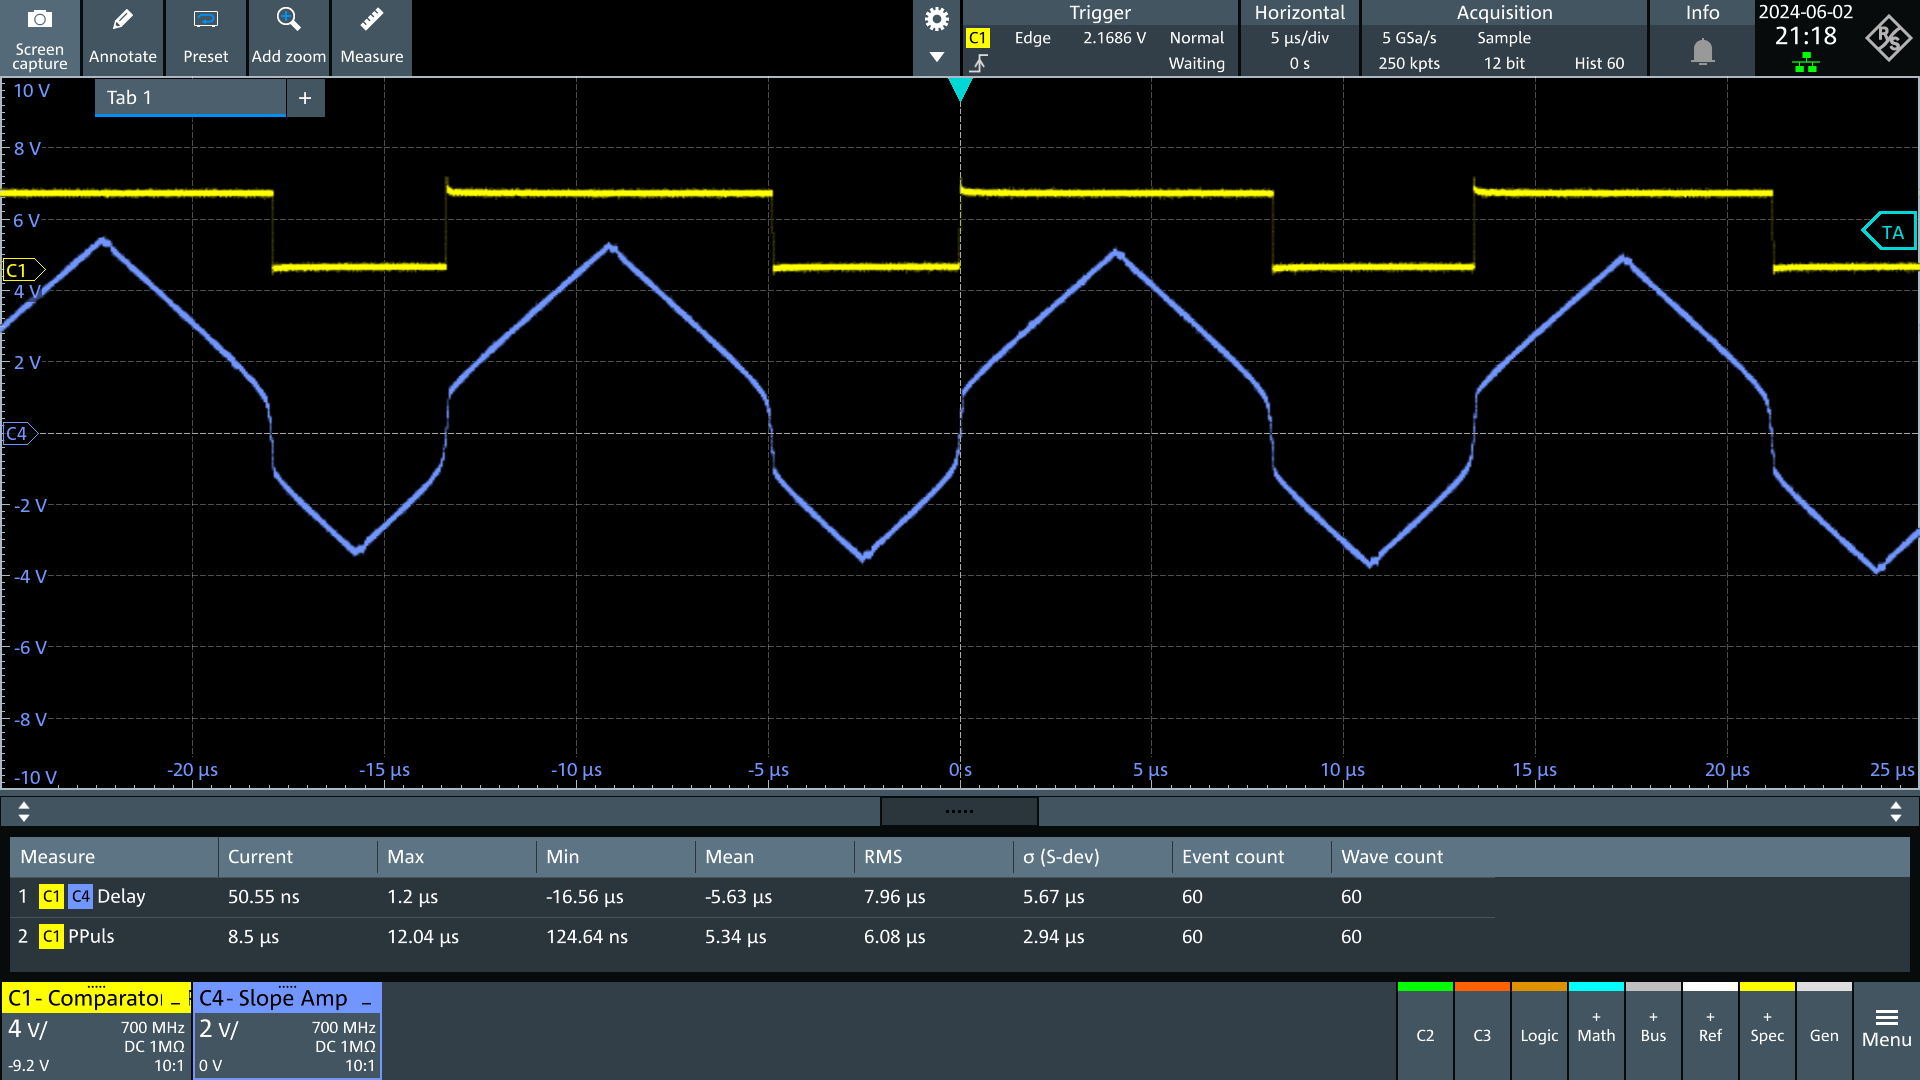 Screen capture
Annotate
Preset
Add zoom
Measure
Trigger
C1 Edge 2.1686 V Normal
Waiting
Horizontal
5 µs/div
0 s
Acquisition
5 GSa/s Sample
250 kpts 12 bit Hist 60
Info
2024-06-02
21:18
R S
Tab 1 +
10 V
8 V
6 V
4 V
2 V
-2 V
-4 V
-6 V
-8 V
-10 V
C1
C4
TA
-20 µs -15 µs -10 µs -5 µs 0 s 5 µs 10 µs 15 µs 20 µs 25 µs
Measure Current Max Min Mean RMS σ (S-dev) Event count Wave count
1 C1 C4 Delay 50.55 ns 1.2 µs -16.56 µs -5.63 µs 7.96 µs 5.67 µs 60 60
2 C1 PPuls 8.5 µs 12.04 µs 124.64 ns 5.34 µs 6.08 µs 2.94 µs 60 60
C1 - Comparator
4 V/ 700 MHz
DC 1MΩ
-9.2 V 10:1
C4 - Slope Amp
2 V/ 700 MHz
DC 1MΩ
0 V 10:1
C2
C3
Logic
+ Math
+ Bus
+ Ref
+ Spec
Gen
Menu